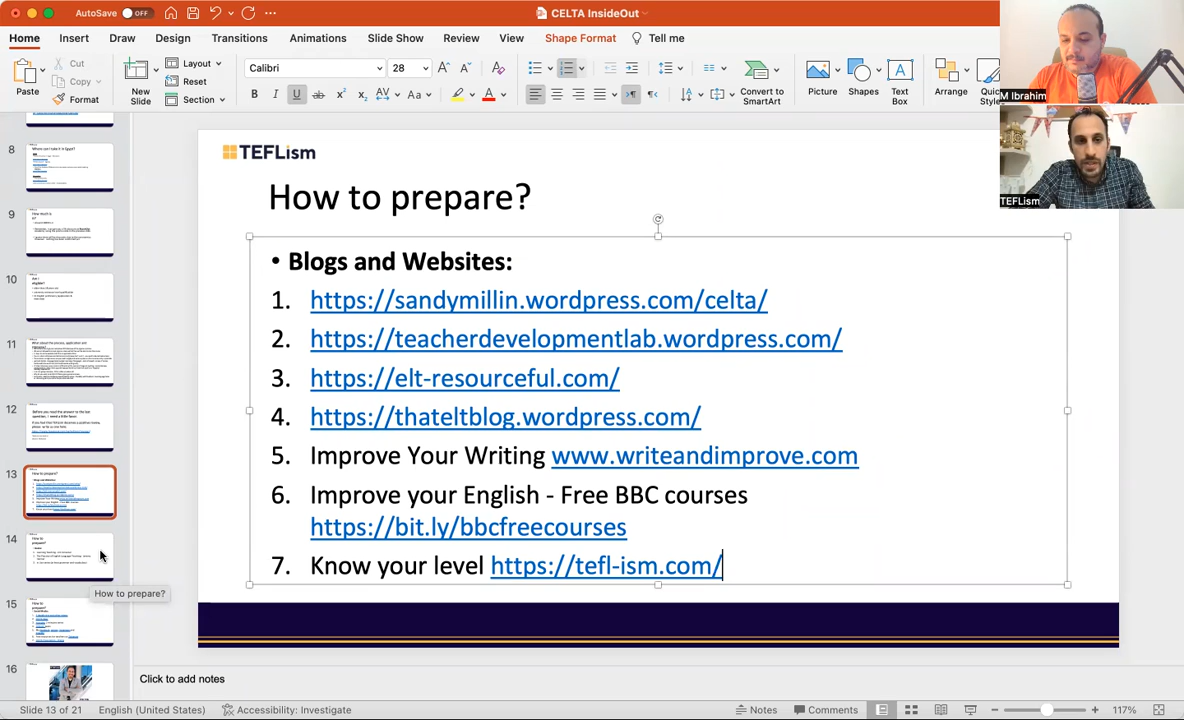 AutoSave OFF
CELTA InsideOut
Home Insert Draw Design Transitions Animations Slide Show Review View Shape Format Tell me
Paste
Cut
Copy
Format
New Slide
Layout
Reset
Section
Calibri 28
Convert to SmartArt
Picture
Shapes
Text Box
Arrange
Quick
M Ibrahim
TEFLism
TEFLism
How to prepare?
• Blogs and Websites:
1. https://sandymillin.wordpress.com/celta/
2. https://teacherdevelopmentlab.wordpress.com/
3. https://elt-resourceful.com/
4. https://thateltblog.wordpress.com/
5. Improve Your Writing www.writeandimprove.com
6. Improve your English - Free BBC courses
https://bit.ly/bbcfreecourses
7. Know your level https://tefl-ism.com/
8
9
10
11
12
13
14
15
16
How to prepare?
Click to add notes
Slide 13 of 21 English (United States) Accessibility: Investigate Notes Comments 117%